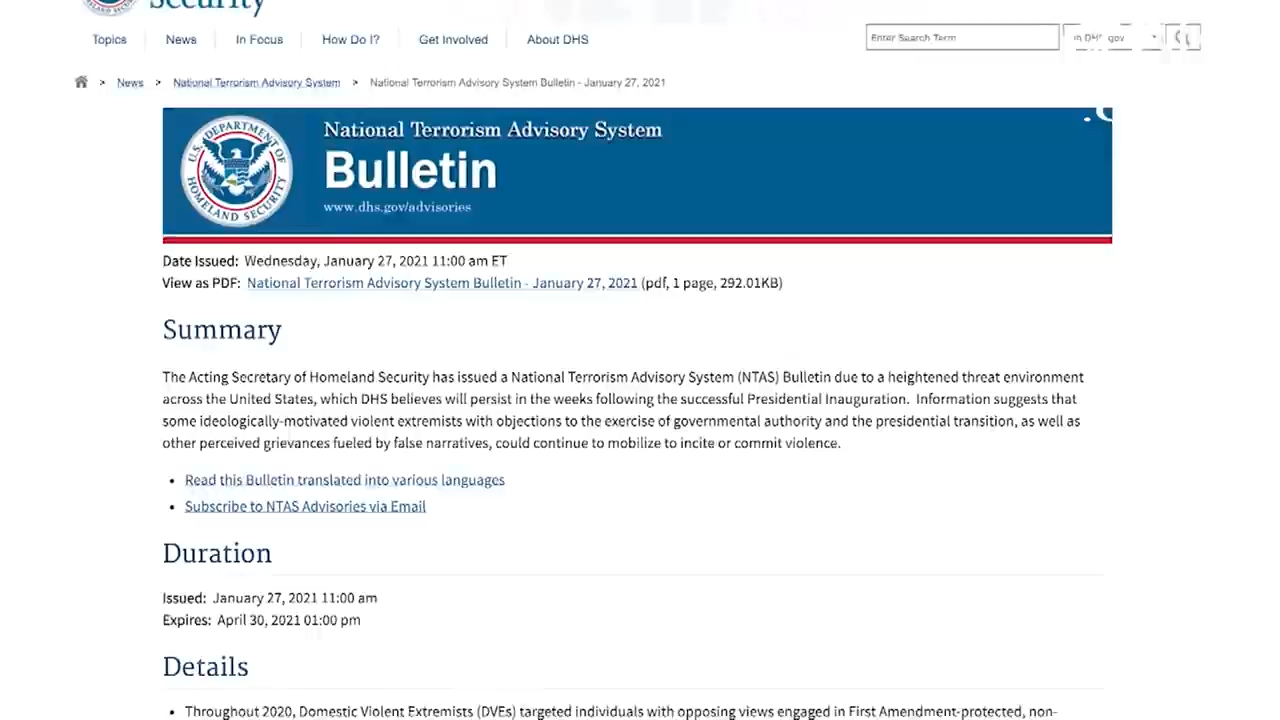 Security
Topics News In Focus How Do I? Get Involved About DHS
Enter Search Term in DHS.gov
> News > National Terrorism Advisory System > National Terrorism Advisory System Bulletin - January 27, 2021
U.S. DEPARTMENT OF HOMELAND SECURITY
National Terrorism Advisory System
Bulletin
www.dhs.gov/advisories
Date Issued: Wednesday, January 27, 2021 11:00 am ET
View as PDF: National Terrorism Advisory System Bulletin - January 27, 2021 (pdf, 1 page, 292.01KB)
Summary
The Acting Secretary of Homeland Security has issued a National Terrorism Advisory System (NTAS) Bulletin due to a heightened threat environment
across the United States, which DHS believes will persist in the weeks following the successful Presidential Inauguration. Information suggests that
some ideologically-motivated violent extremists with objections to the exercise of governmental authority and the presidential transition, as well as
other perceived grievances fueled by false narratives, could continue to mobilize to incite or commit violence.
• Read this Bulletin translated into various languages
• Subscribe to NTAS Advisories via Email
Duration
Issued: January 27, 2021 11:00 am
Expires: April 30, 2021 01:00 pm
Details
• Throughout 2020, Domestic Violent Extremists (DVEs) targeted individuals with opposing views engaged in First Amendment-protected, non-